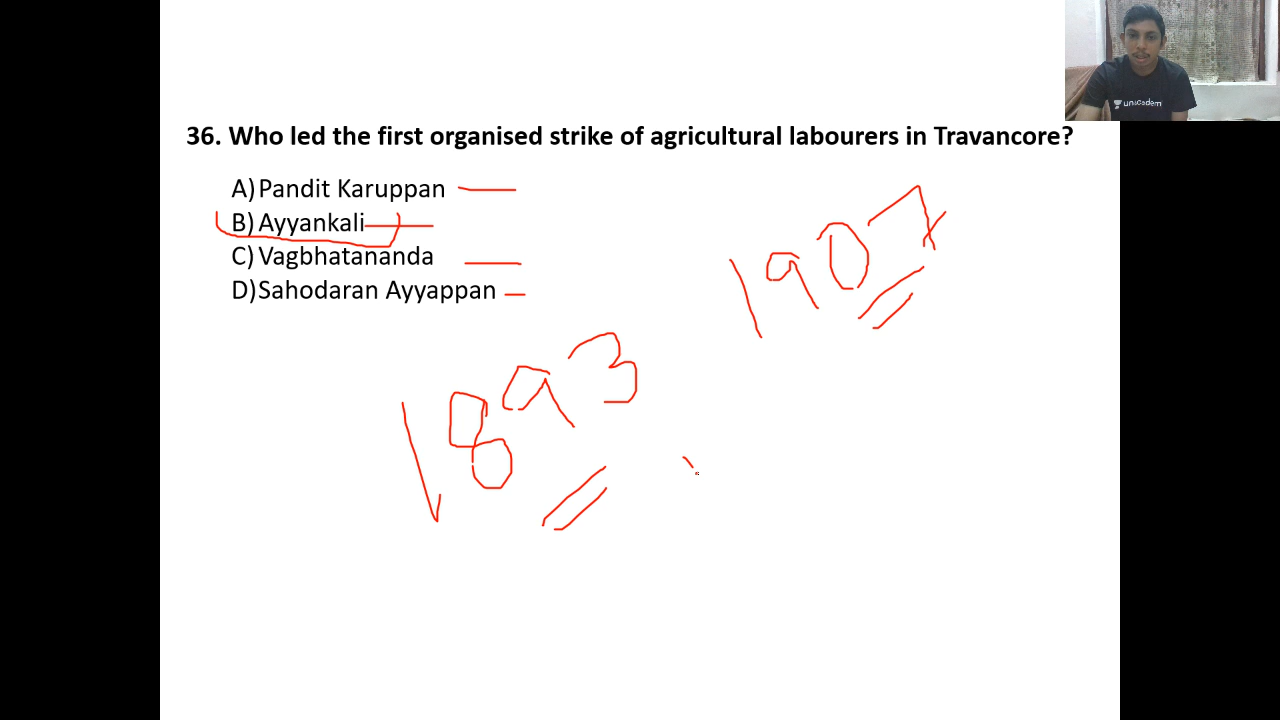 36. Who led the first organised strike of agricultural labourers in Travancore?
A) Pandit Karuppan
B) Ayyankali
C) Vagbhatananda
D) Sahodaran Ayyappan
1907
1893
unacademy